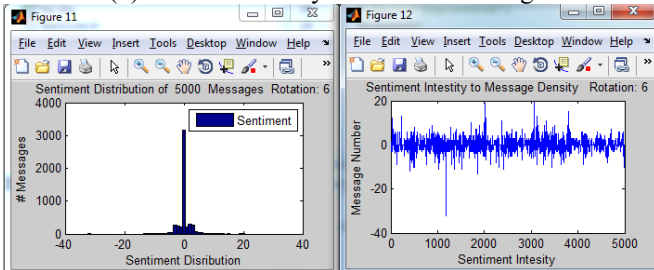 Figure 11
File Edit View Insert Tools Desktop Window Help
Sentiment Distribution of 5000 Messages Rotation: 6
4000
3000
2000
1000
0
# Messages
Sentiment
-40 -20 0 20 40
Sentiment Disribution
Figure 12
File Edit View Insert Tools Desktop Window Help
Sentiment Intestity to Message Density Rotation: 6
20
0
-20
-40
Message Number
0 1000 2000 3000 4000 5000
Sentiment Intesity